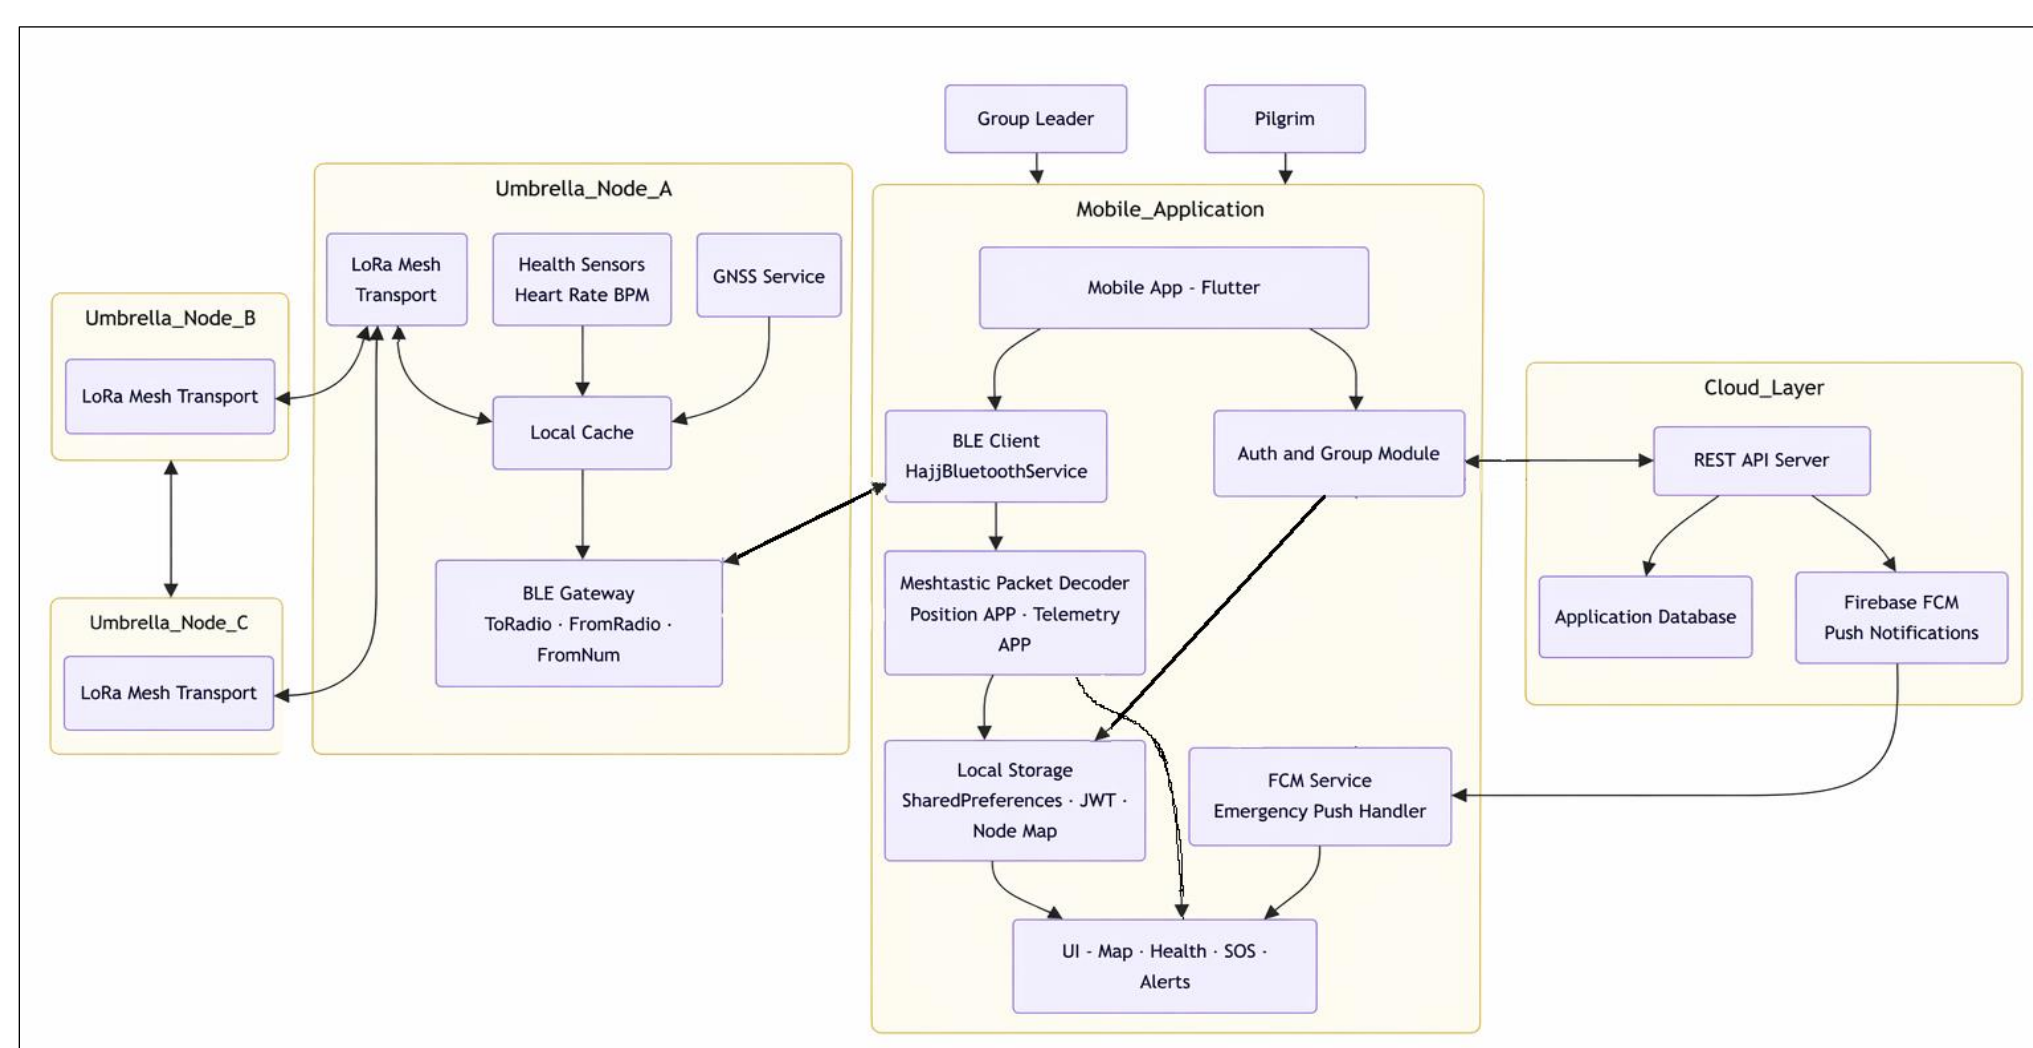 Group Leader
Pilgrim
Umbrella_Node_A
LoRa Mesh
Transport
Health Sensors
Heart Rate BPM
GNSS Service
Local Cache
BLE Gateway
ToRadio · FromRadio ·
FromNum
Umbrella_Node_B
LoRa Mesh Transport
Umbrella_Node_C
LoRa Mesh Transport
Mobile_Application
Mobile App - Flutter
BLE Client
HajjBluetoothService
Auth and Group Module
Meshtastic Packet Decoder
Position APP · Telemetry
APP
Local Storage
SharedPreferences · JWT ·
Node Map
FCM Service
Emergency Push Handler
UI - Map · Health · SOS ·
Alerts
Cloud_Layer
REST API Server
Application Database
Firebase FCM
Push Notifications